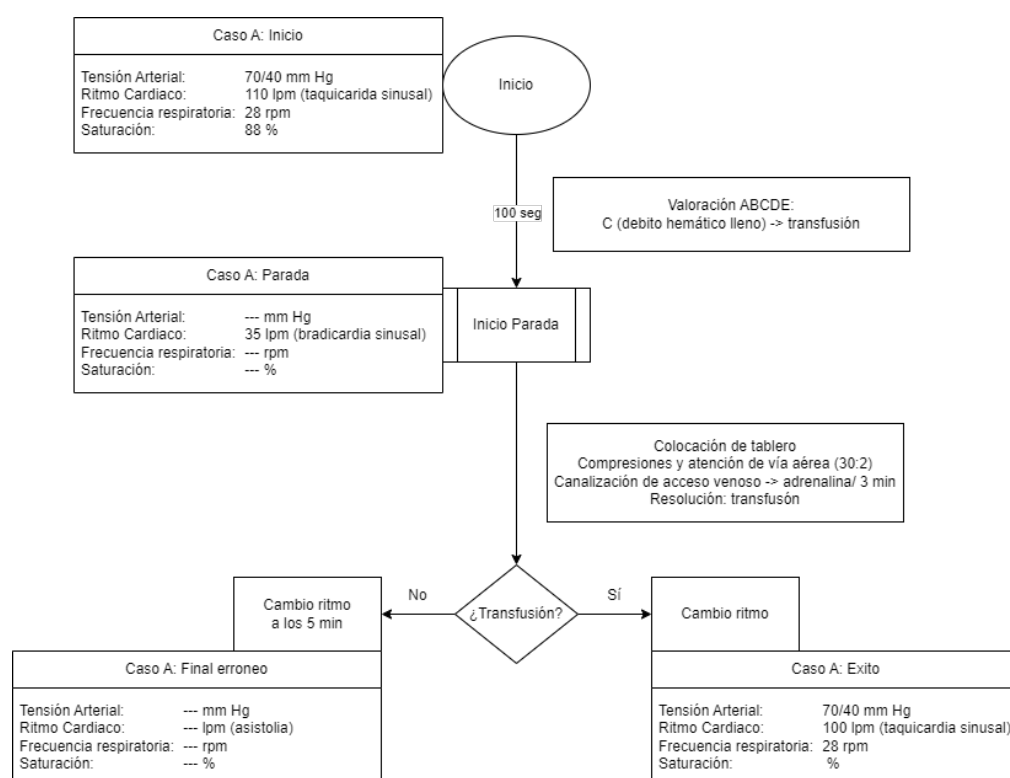 Caso A: Inicio
Tensión Arterial: 70/40 mm Hg
Ritmo Cardiaco: 110 lpm (taquicarida sinusal)
Frecuencia respiratoria: 28 rpm
Saturación: 88 %
Inicio
100 seg
Valoración ABCDE:
C (debito hemático lleno) -> transfusión
Caso A: Parada
Tensión Arterial: --- mm Hg
Ritmo Cardiaco: 35 lpm (bradicardia sinusal)
Frecuencia respiratoria: --- rpm
Saturación: --- %
Inicio Parada
Colocación de tablero
Compresiones y atención de vía aérea (30:2)
Canalización de acceso venoso -> adrenalina/ 3 min
Resolución: transfusón
¿Transfusión?
No
Cambio ritmo
a los 5 min
Caso A: Final erroneo
Tensión Arterial: --- mm Hg
Ritmo Cardiaco: --- lpm (asistolia)
Frecuencia respiratoria: --- rpm
Saturación: --- %
Sí
Cambio ritmo
Caso A: Exito
Tensión Arterial: 70/40 mm Hg
Ritmo Cardiaco: 100 lpm (taquicardia sinusal)
Frecuencia respiratoria: 28 rpm
Saturación: %